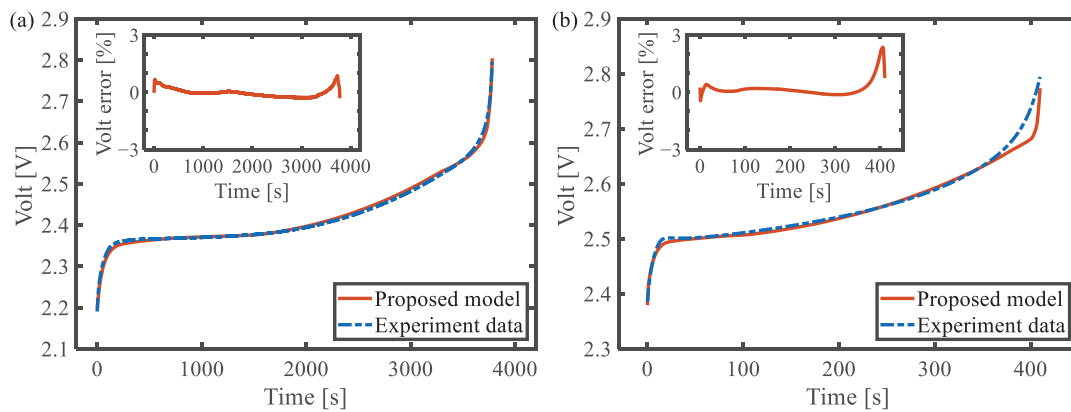 (a)
2.9
2.8
2.7
2.6
2.5
2.4
2.3
2.2
2.1
Volt [V]
0 1000 2000 3000 4000
Time [s]
3
0
−3
Volt error [%]
0 1000 2000 3000 4000
Time [s]
Proposed model
Experiment data
(b)
2.9
2.8
2.7
2.6
2.5
2.4
2.3
Volt [V]
0 100 200 300 400
Time [s]
3
0
−3
Volt error [%]
0 100 200 300 400
Time [s]
Proposed model
Experiment data